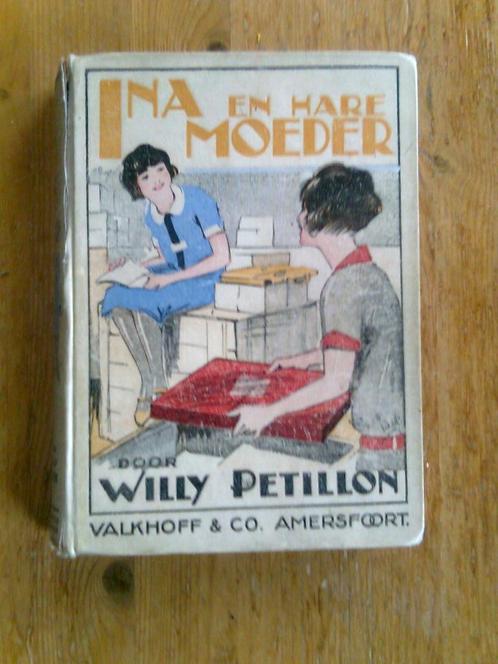 INA EN HARE
MOEDER
DOOR
WILLY PETILLON
VALKHOFF & CO. AMERSFOORT.